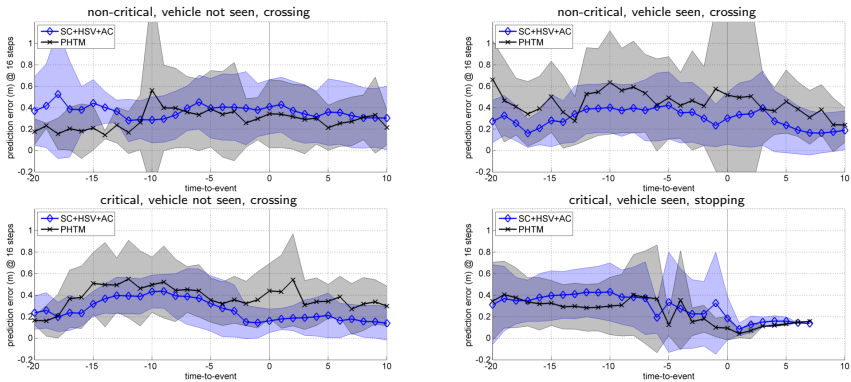 non-critical, vehicle not seen, crossing
SC+HSV+AC
PHTM
prediction error (m) @ 16 steps
1
0.8
0.6
0.4
0.2
0
-0.2
-20 -15 -10 -5 0 5 10
time-to-event
non-critical, vehicle seen, crossing
SC+HSV+AC
PHTM
prediction error (m) @ 16 steps
1
0.8
0.6
0.4
0.2
0
-0.2
-20 -15 -10 -5 0 5 10
time-to-event
critical, vehicle not seen, crossing
SC+HSV+AC
PHTM
prediction error (m) @ 16 steps
1
0.8
0.6
0.4
0.2
0
-0.2
-20 -15 -10 -5 0 5 10
time-to-event
critical, vehicle seen, stopping
SC+HSV+AC
PHTM
prediction error (m) @ 16 steps
1
0.8
0.6
0.4
0.2
0
-0.2
-20 -15 -10 -5 0 5 10
time-to-event